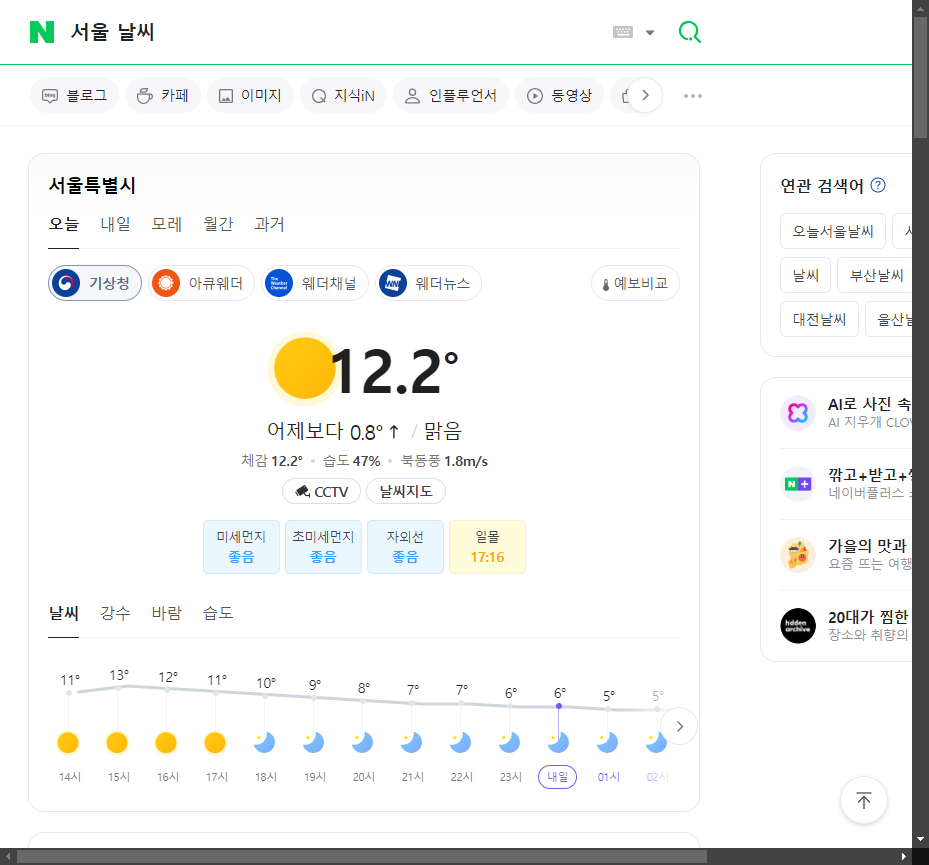 서울 날씨
블로그 카페 이미지 지식iN 인플루언서 동영상
서울특별시
오늘 내일 모레 월간 과거
기상청 아큐웨더 웨더채널 웨더뉴스 예보비교
12.2°
어제보다 0.8° ↑ / 맑음
체감 12.2° 습도 47% 북동풍 1.8m/s
CCTV 날씨지도
미세먼지 초미세먼지 자외선 일몰
좋음 좋음 좋음 17:16
날씨 강수 바람 습도
11° 13° 12° 11° 10° 9° 8° 7° 7° 6° 6° 5° 5°
14시 15시 16시 17시 18시 19시 20시 21시 22시 23시 내일 01시 02시
연관 검색어 ?
오늘서울날씨
날씨 부산날씨
대전날씨 울산날
AI로 사진 속
AI 지우개 CLOV
깎고+받고+
네이버플러스
가을의 맛과
요즘 뜨는 여행
hidden
archive
20대가 찜한
장소와 취향의